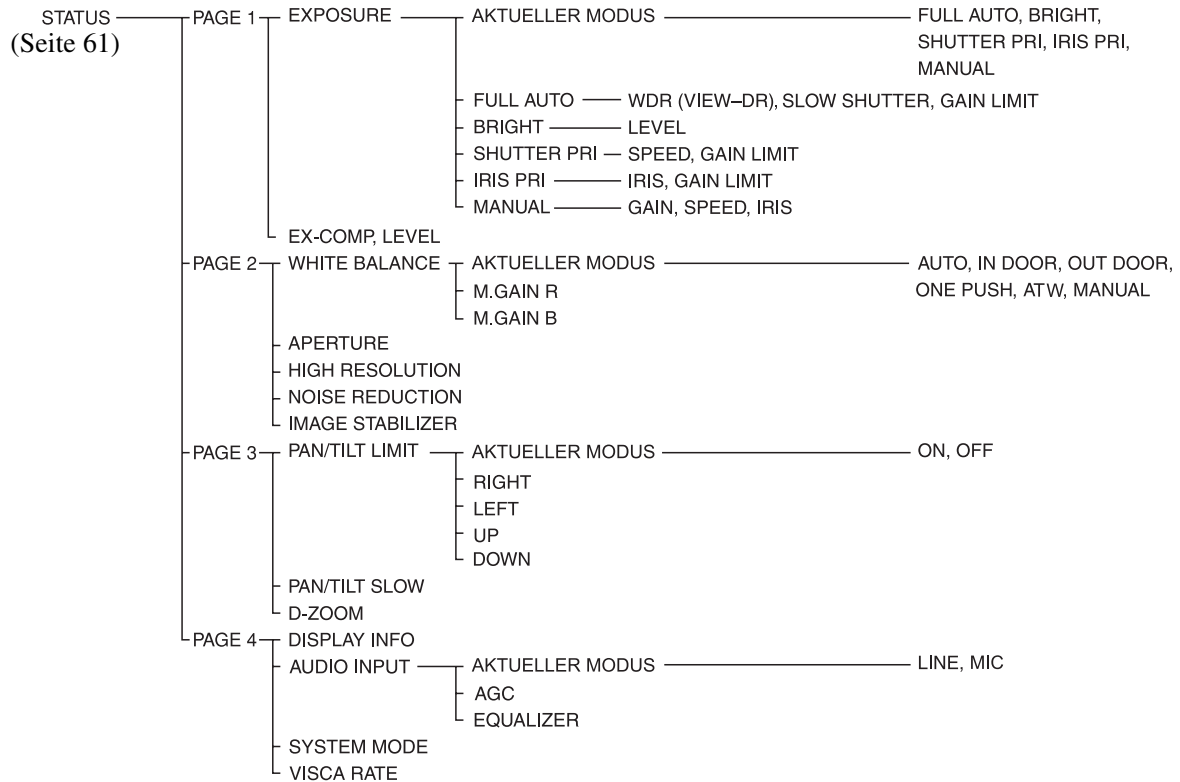 STATUS PAGE 1 EXPOSURE AKTUELLER MODUS FULL AUTO, BRIGHT,
(Seite 61) SHUTTER PRI, IRIS PRI,
MANUAL
FULL AUTO WDR (VIEW–DR), SLOW SHUTTER, GAIN LIMIT
BRIGHT LEVEL
SHUTTER PRI SPEED, GAIN LIMIT
IRIS PRI IRIS, GAIN LIMIT
MANUAL GAIN, SPEED, IRIS
EX-COMP, LEVEL
PAGE 2 WHITE BALANCE AKTUELLER MODUS AUTO, IN DOOR, OUT DOOR,
M.GAIN R ONE PUSH, ATW, MANUAL
M.GAIN B
APERTURE
HIGH RESOLUTION
NOISE REDUCTION
IMAGE STABILIZER
PAGE 3 PAN/TILT LIMIT AKTUELLER MODUS ON, OFF
RIGHT
LEFT
UP
DOWN
PAN/TILT SLOW
D-ZOOM
PAGE 4 DISPLAY INFO
AUDIO INPUT AKTUELLER MODUS LINE, MIC
AGC
EQUALIZER
SYSTEM MODE
VISCA RATE